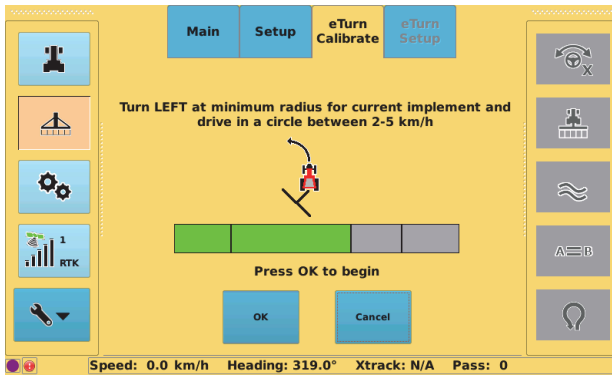 Main
Setup
eTurn
Calibrate
eTurn
Setup
X
Turn LEFT at minimum radius for current implement and
drive in a circle between 2-5 km/h
1
RTK
A B
Press OK to begin
OK
Cancel
Speed: 0.0 km/h Heading: 319.0° Xtrack: N/A Pass: 0